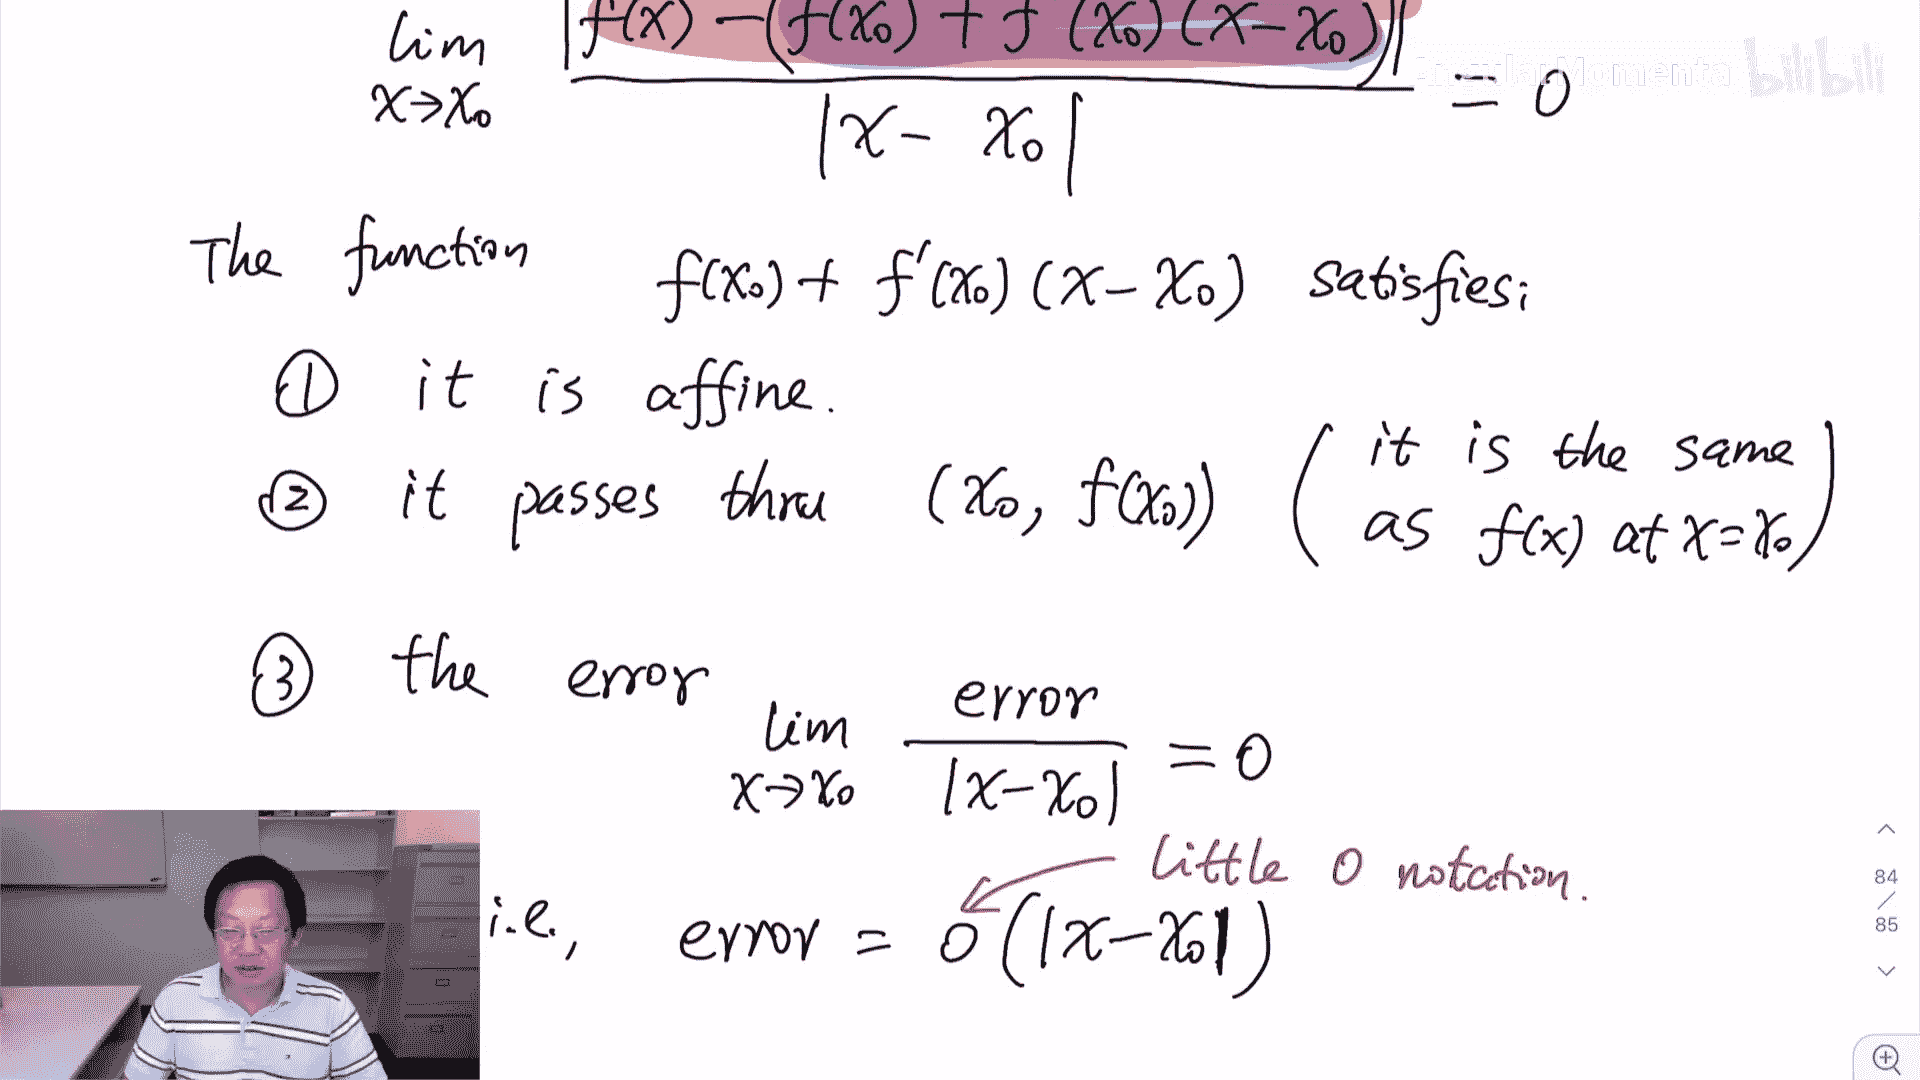 lim x→x₀ |f(x) − (f(x₀) + f'(x₀)(x−x₀))| / |x − x₀| = 0
bilibili
The function f(x₀) + f'(x₀)(x−x₀) satisfies;
① it is affine.
② it passes thru (x₀, f(x₀)) (it is the same
as f(x) at x=x₀)
③ the error
lim x→x₀ error / |x−x₀| = 0
little o notation.
i.e., error = o(|x−x₀|)
84
/
85